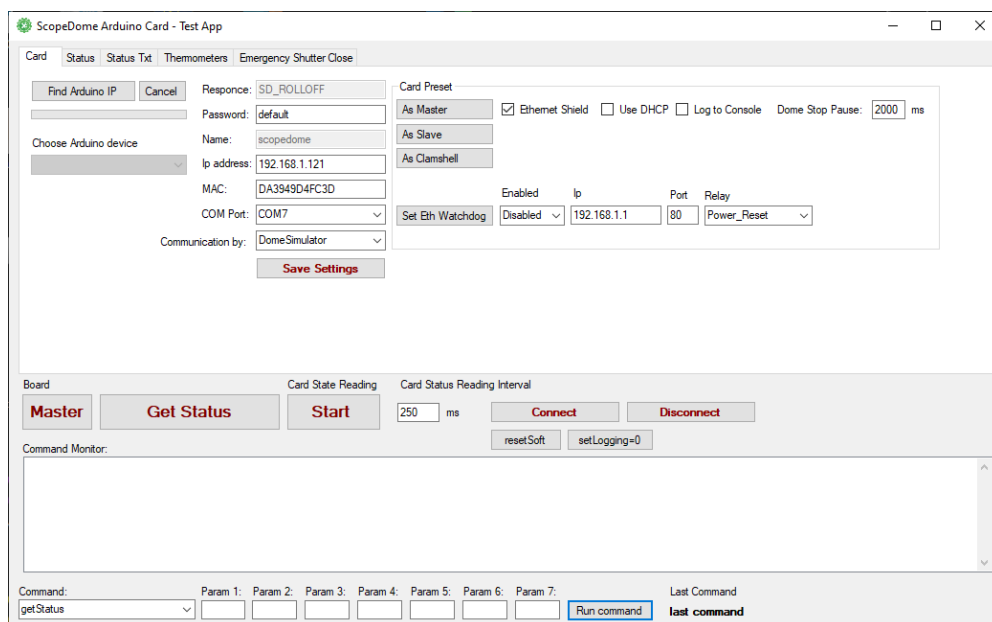 ScopeDome Arduino Card - Test App
Card Status Status Txt Thermometers Emergency Shutter Close
Find Arduino IP Cancel Responce: SD_ROLLOFF Card Preset
As Master Ethernet Shield Use DHCP Log to Console Dome Stop Pause: 2000 ms
Password: default
As Slave
Choose Arduino device Name: scopedome
As Clamshell
Ip address: 192.168.1.121
MAC: DA3949D4FC3D Enabled Ip Port Relay
COM Port: COM7 Set Eth Watchdog Disabled 192.168.1.1 80 Power_Reset
Communication by: DomeSimulator
Save Settings
Board Card State Reading Card Status Reading Interval
Master Get Status Start 250 ms Connect Disconnect
resetSoft setLogging=0
Command Monitor:
Command: Param 1: Param 2: Param 3: Param 4: Param 5: Param 6: Param 7: Last Command
getStatus Run command last command